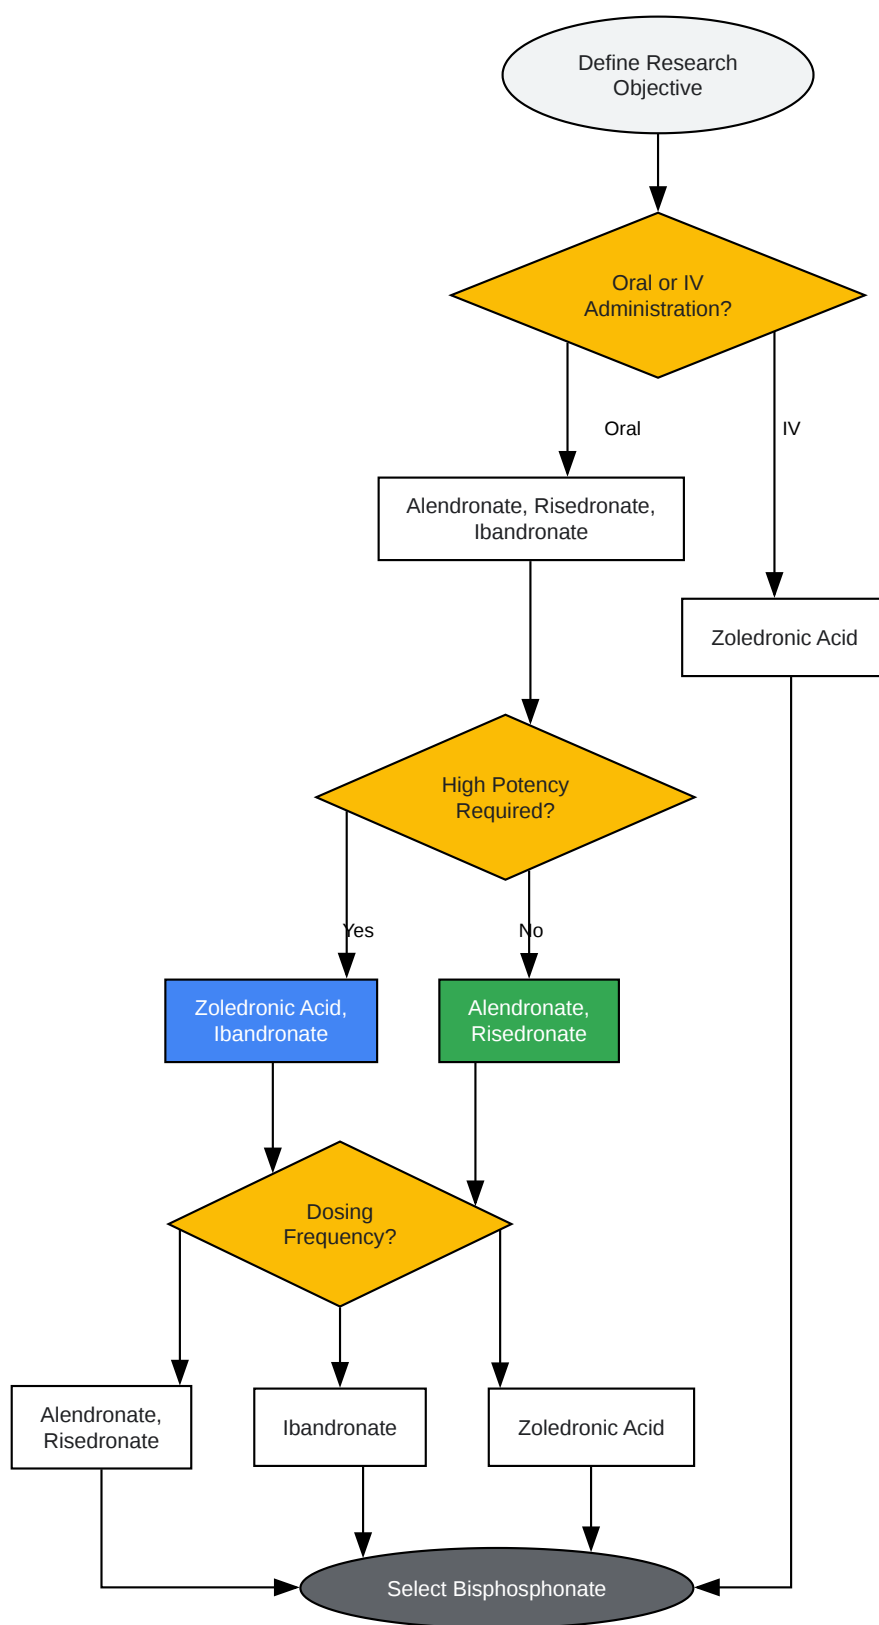 Define Research
Objective
Oral or IV
Administration?
Oral
IV
Alendronate, Risedronate,
Ibandronate
Zoledronic Acid
High Potency
Required?
Yes
No
Zoledronic Acid,
Ibandronate
Alendronate,
Risedronate
Dosing
Frequency?
Alendronate,
Risedronate
Ibandronate
Zoledronic Acid
Select Bisphosphonate